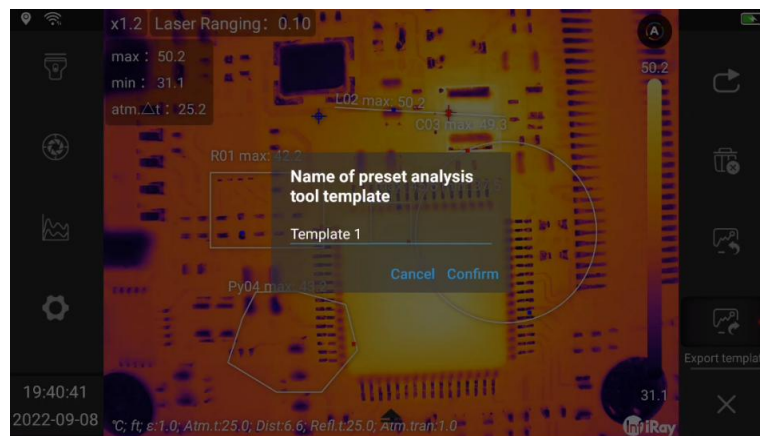 x1.2 Laser Ranging: 0.10
max : 50.2
min : 31.1
atm.△t : 25.2
50.2
L02 max: 50.2
C03 max: 49.3
R01 max: 42.2
Name of preset analysis
tool template
Template 1
Cancel Confirm
Py04 max:
Export templat
31.1
19:40:41
2022-09-08
℃; ft; ε:1.0; Atm.t:25.0; Dist:6.6; Refl.t:25.0; Atm.tran:1.0
InfiRay